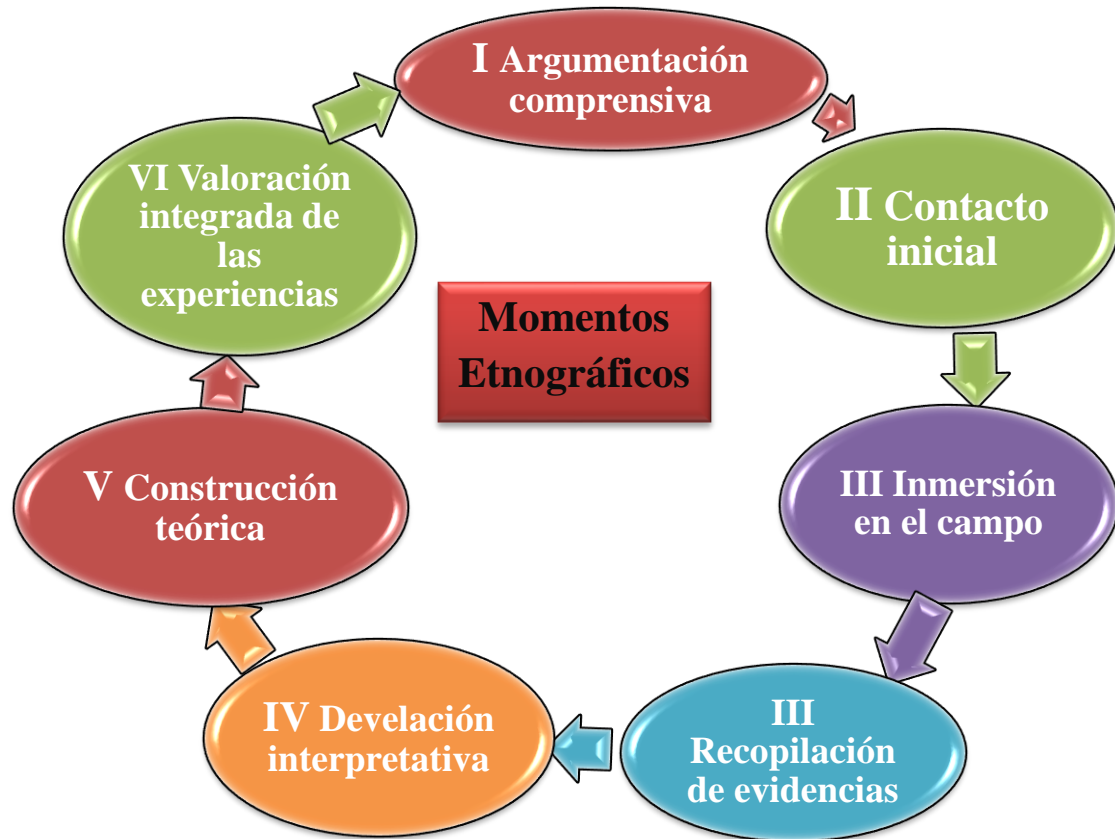 I Argumentación
comprensiva
II Contacto
inicial
III Inmersión
en el campo
III
Recopilación
de evidencias
IV Develación
interpretativa
V Construcción
teórica
VI Valoración
integrada de
las
experiencias
Momentos
Etnográficos